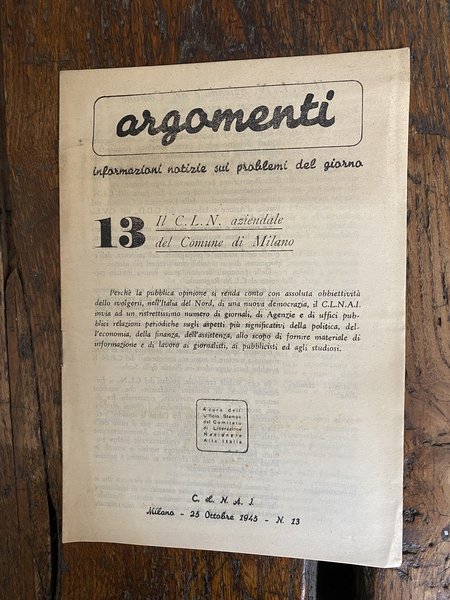 argomenti
informazioni notizie sui problemi del giorno
13 Il C.L.N. aziendale
del Comune di Milano
Perchè la pubblica opinione si renda conto con assoluta obbiettività
dello svolgersi, nell'Italia del Nord, di una nuova democrazia, il C.L.N.A.I.
invia ad un ristrettissimo numero di giornali, di Agenzie e di uffici pub-
blici relazioni periodiche sugli aspetti più significativi della politica, del-
l'economia, della finanza, dell'assistenza, allo scopo di fornire materiale di
informazione e di lavoro ai giornalisti, ai pubblicisti ed agli studiosi.
A cura dell'
Ufficio Stampa
del Comitato
di Liberazione
Nazionale
Alta Italia
C. L. N. A. I.
Milano - 25 Ottobre 1945 - N. 13